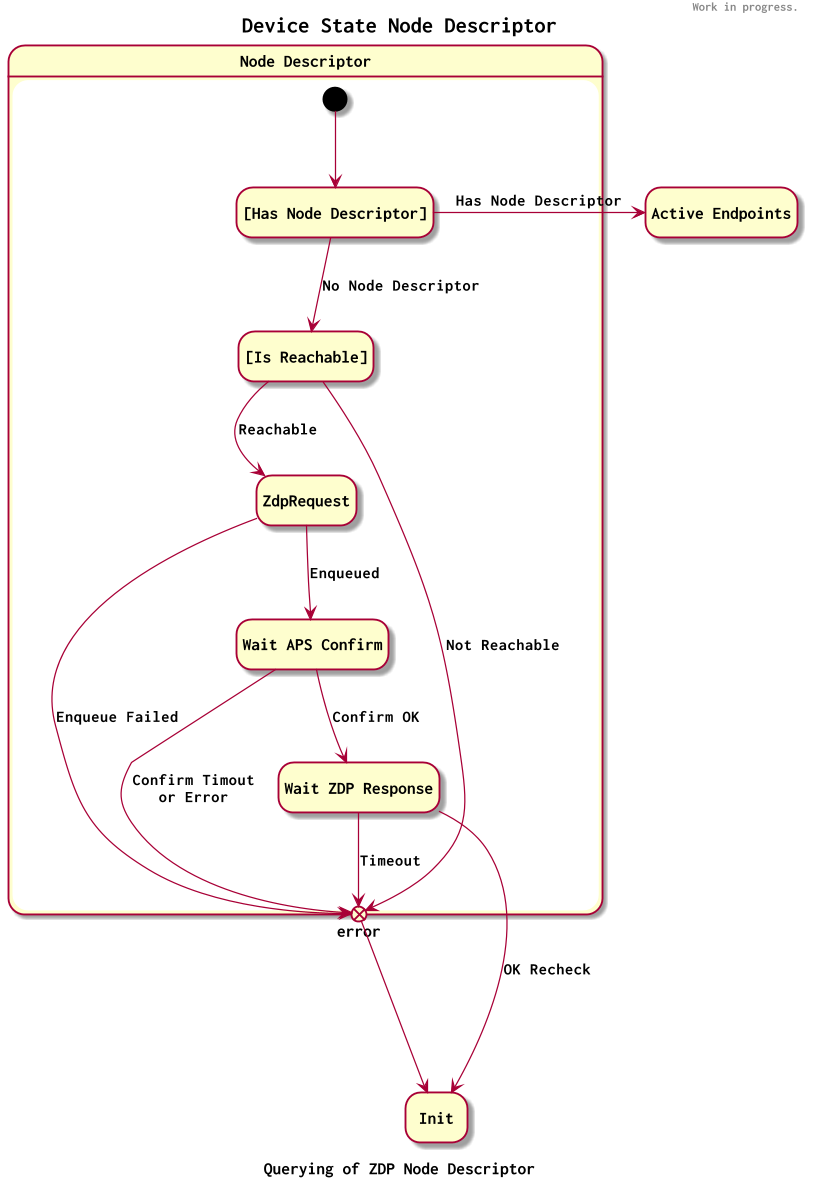 Work in progress.
Device State Node Descriptor
Node Descriptor
[Has Node Descriptor]
Has Node Descriptor
Active Endpoints
No Node Descriptor
[Is Reachable]
Reachable
ZdpRequest
Enqueued
Wait APS Confirm
Not Reachable
Enqueue Failed
Confirm OK
Confirm Timout
or Error
Wait ZDP Response
Timeout
error
OK Recheck
Init
Querying of ZDP Node Descriptor